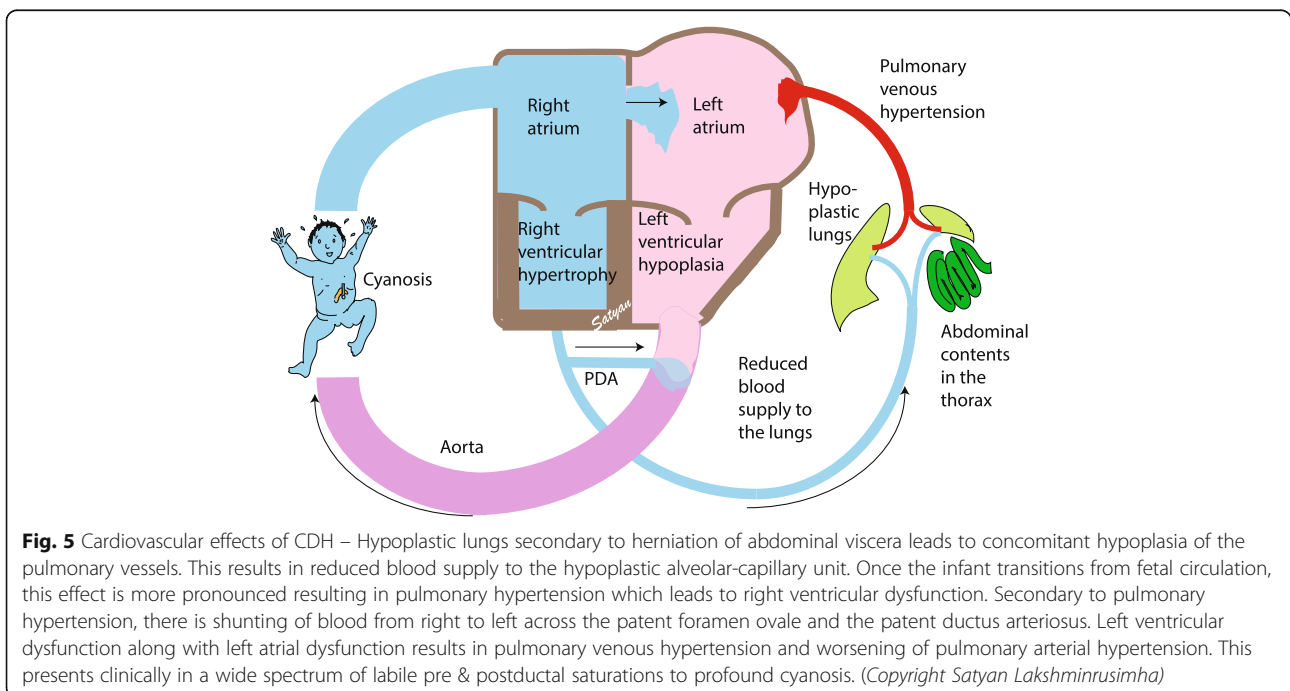 Pulmonary
venous
hypertension
Right
atrium
Left
atrium
Hypo-
plastic
lungs
Right
ventricular
hypertrophy
Left
ventricular
hypoplasia
Cyanosis
Satyan
Abdominal
contents
in the
thorax
PDA
Reduced
blood
supply to
the lungs
Aorta
Fig. 5 Cardiovascular effects of CDH – Hypoplastic lungs secondary to herniation of abdominal viscera leads to concomitant hypoplasia of the
pulmonary vessels. This results in reduced blood supply to the hypoplastic alveolar-capillary unit. Once the infant transitions from fetal circulation,
this effect is more pronounced resulting in pulmonary hypertension which leads to right ventricular dysfunction. Secondary to pulmonary
hypertension, there is shunting of blood from right to left across the patent foramen ovale and the patent ductus arteriosus. Left ventricular
dysfunction along with left atrial dysfunction results in pulmonary venous hypertension and worsening of pulmonary arterial hypertension. This
presents clinically in a wide spectrum of labile pre & postductal saturations to profound cyanosis. (Copyright Satyan Lakshminrusimha)